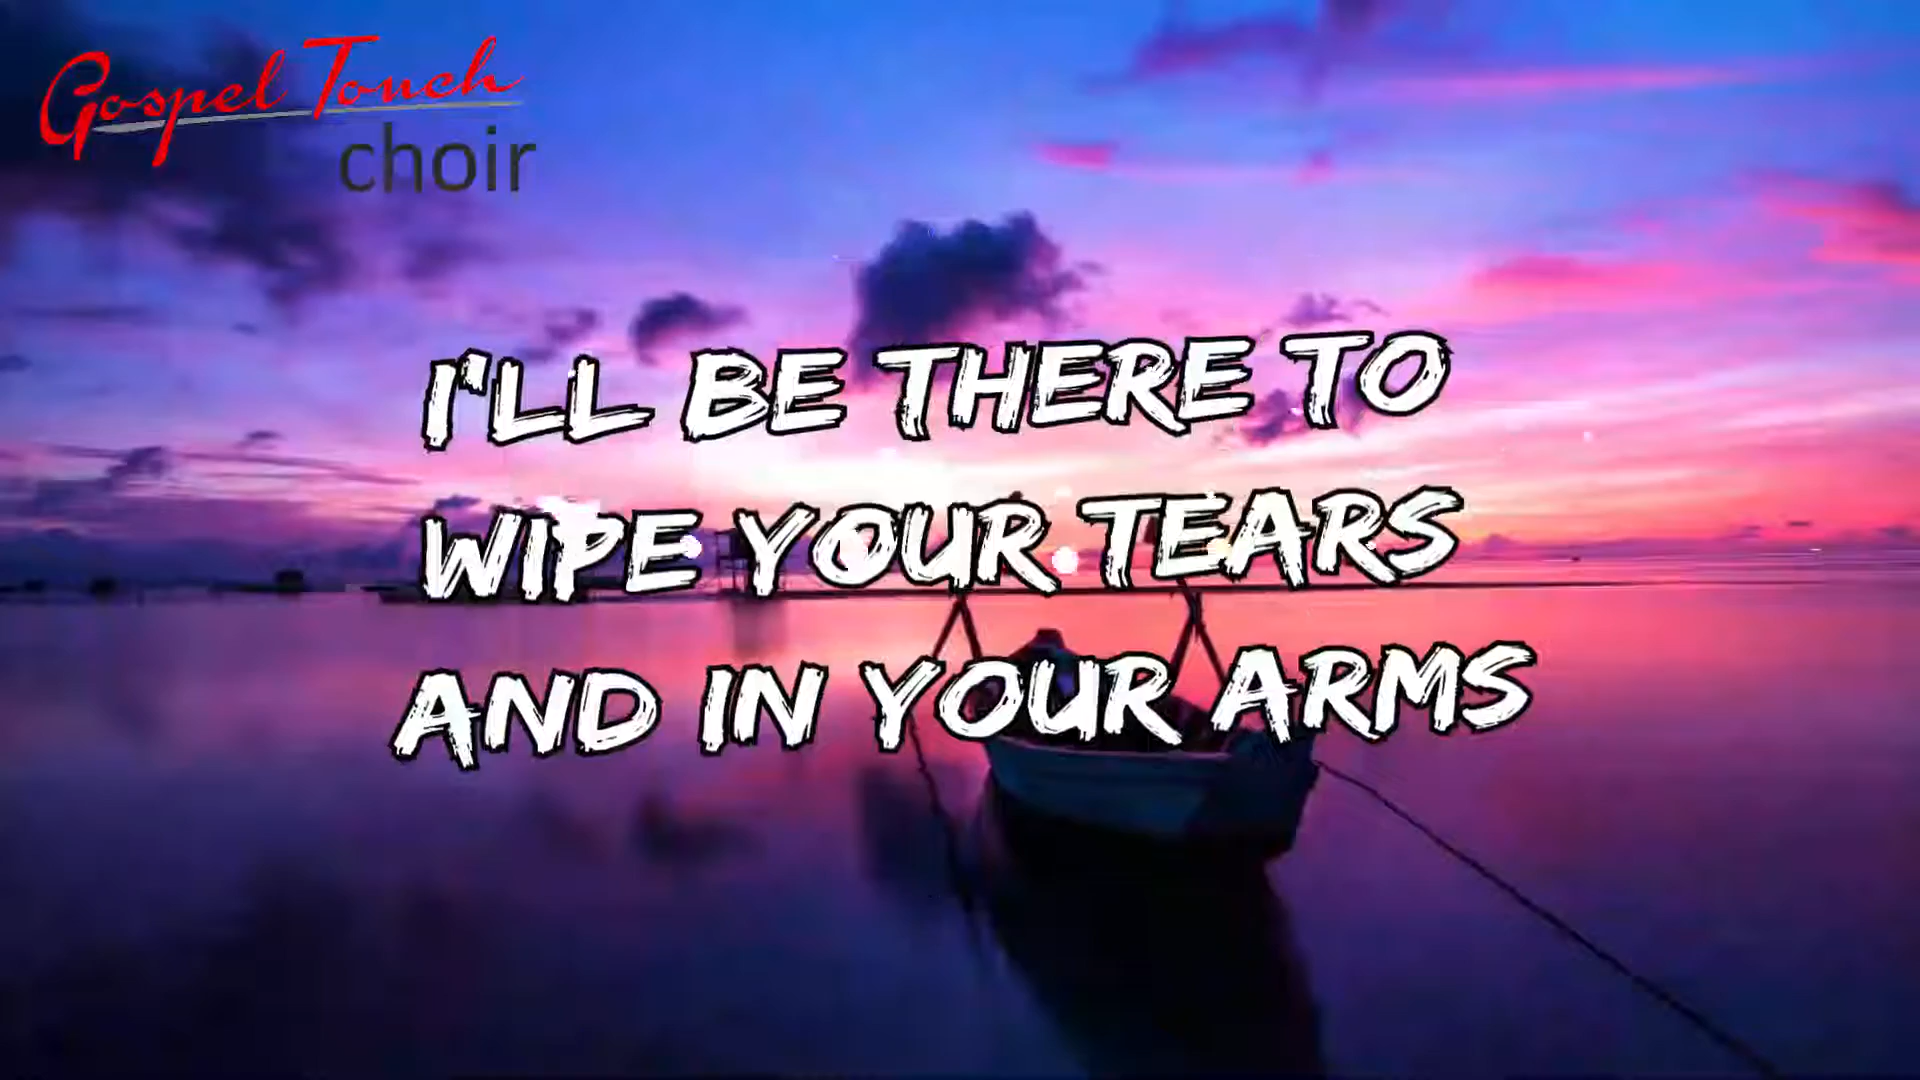 Gospel Touch
choir
I'LL BE THERE TO
WIPE YOUR TEARS
AND IN YOUR ARMS